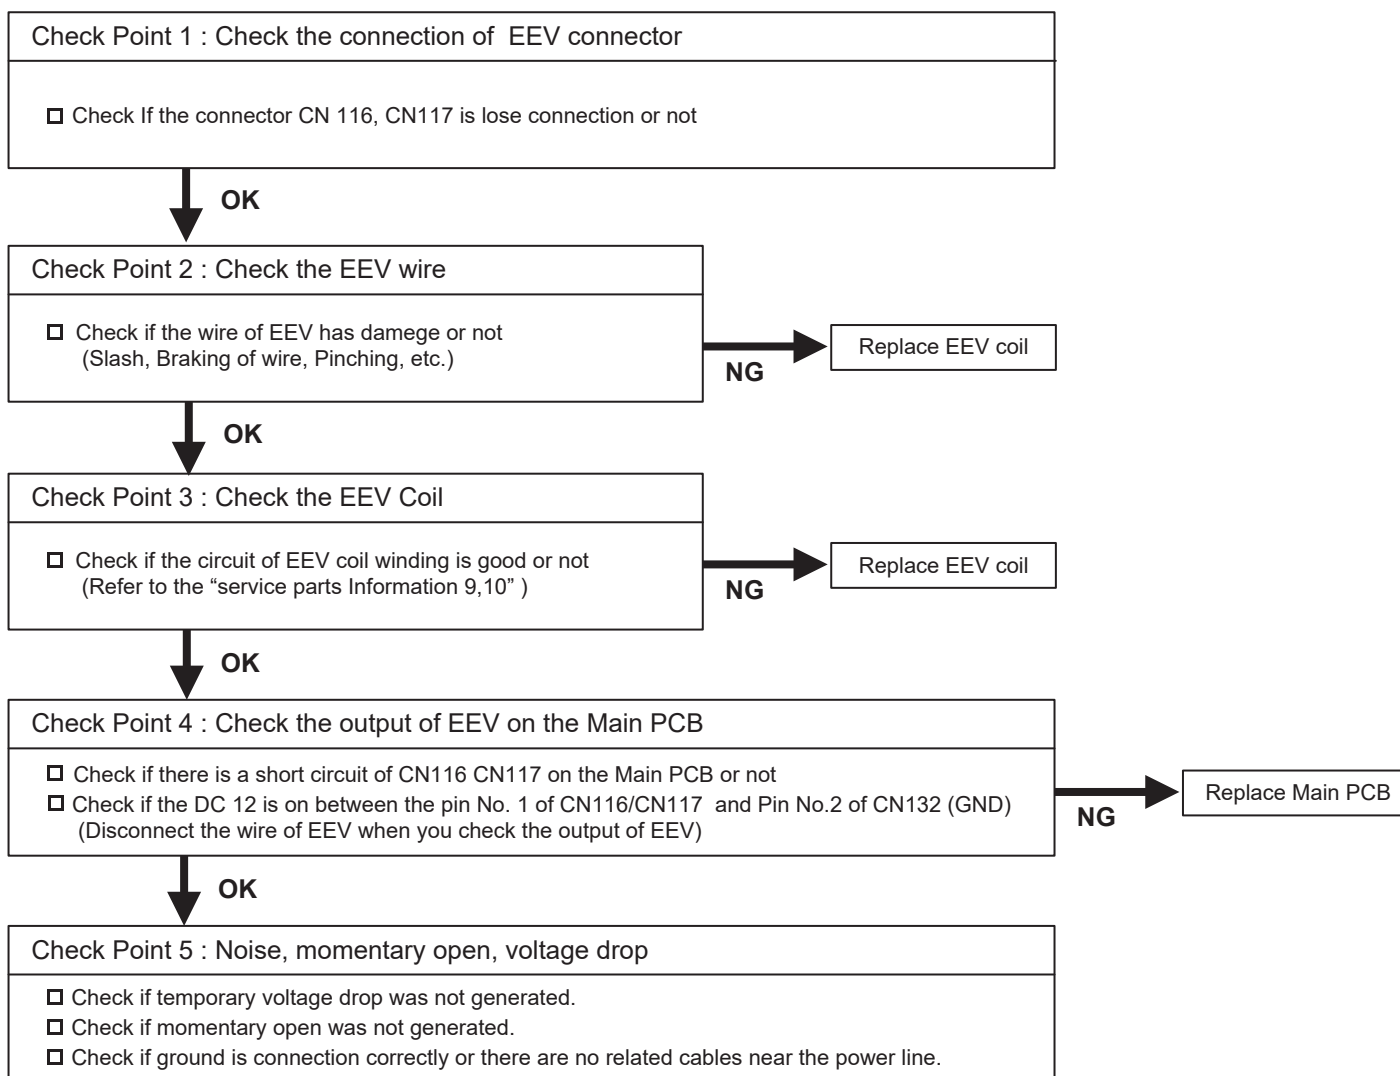 Check Point 1 : Check the connection of EEV connector
Check If the connector CN 116, CN117 is lose connection or not
OK
Check Point 2 : Check the EEV wire
Check if the wire of EEV has damege or not
(Slash, Braking of wire, Pinching, etc.)
NG
Replace EEV coil
OK
Check Point 3 : Check the EEV Coil
Check if the circuit of EEV coil winding is good or not
(Refer to the “service parts Information 9,10” )
NG
Replace EEV coil
OK
Check Point 4 : Check the output of EEV on the Main PCB
Check if there is a short circuit of CN116 CN117 on the Main PCB or not
Check if the DC 12 is on between the pin No. 1 of CN116/CN117 and Pin No.2 of CN132 (GND)
(Disconnect the wire of EEV when you check the output of EEV)
NG
Replace Main PCB
OK
Check Point 5 : Noise, momentary open, voltage drop
Check if temporary voltage drop was not generated.
Check if momentary open was not generated.
Check if ground is connection correctly or there are no related cables near the power line.